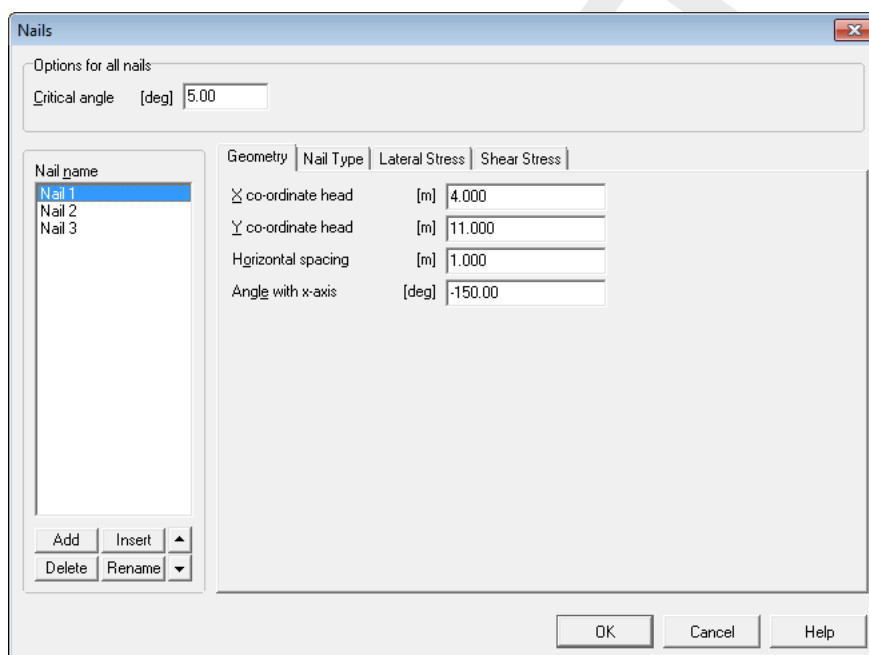 Nails
Options for all nails
Critical angle [deg] 5.00
Nail name
Nail 1
Nail 2
Nail 3
Add Insert
Delete Rename
Geometry Nail Type Lateral Stress Shear Stress
X co-ordinate head [m] 4.000
Y co-ordinate head [m] 11.000
Horizontal spacing [m] 1.000
Angle with x-axis [deg] -150.00
OK Cancel Help